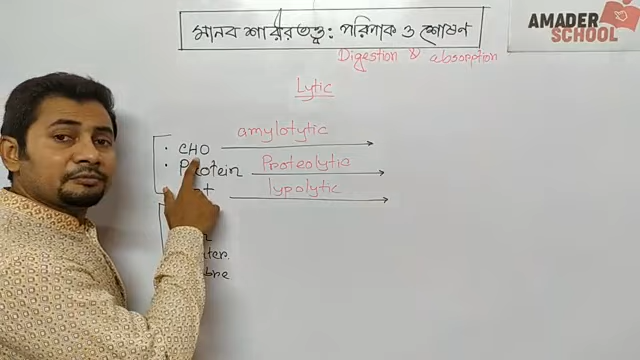 মানব শারীরতত্ত্ব: পরিপাক ও শোষণ
AMADER
SCHOOL
Digestion & absorption
Lytic
amylotytic
• CHO
• Protein
Proteolytic
lypolytic